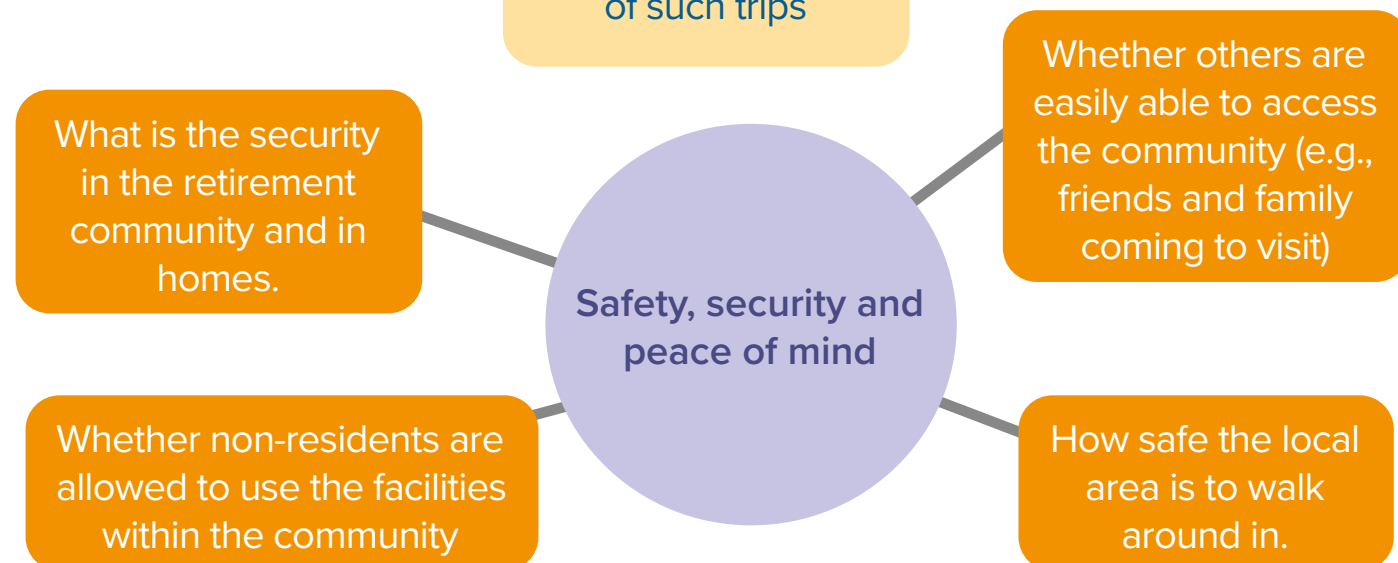 of such trips
What is the security
in the retirement
community and in
homes.
Whether others are
easily able to access
the community (e.g.,
friends and family
coming to visit)
Safety, security and
peace of mind
Whether non-residents are
allowed to use the facilities
within the community
How safe the local
area is to walk
around in.